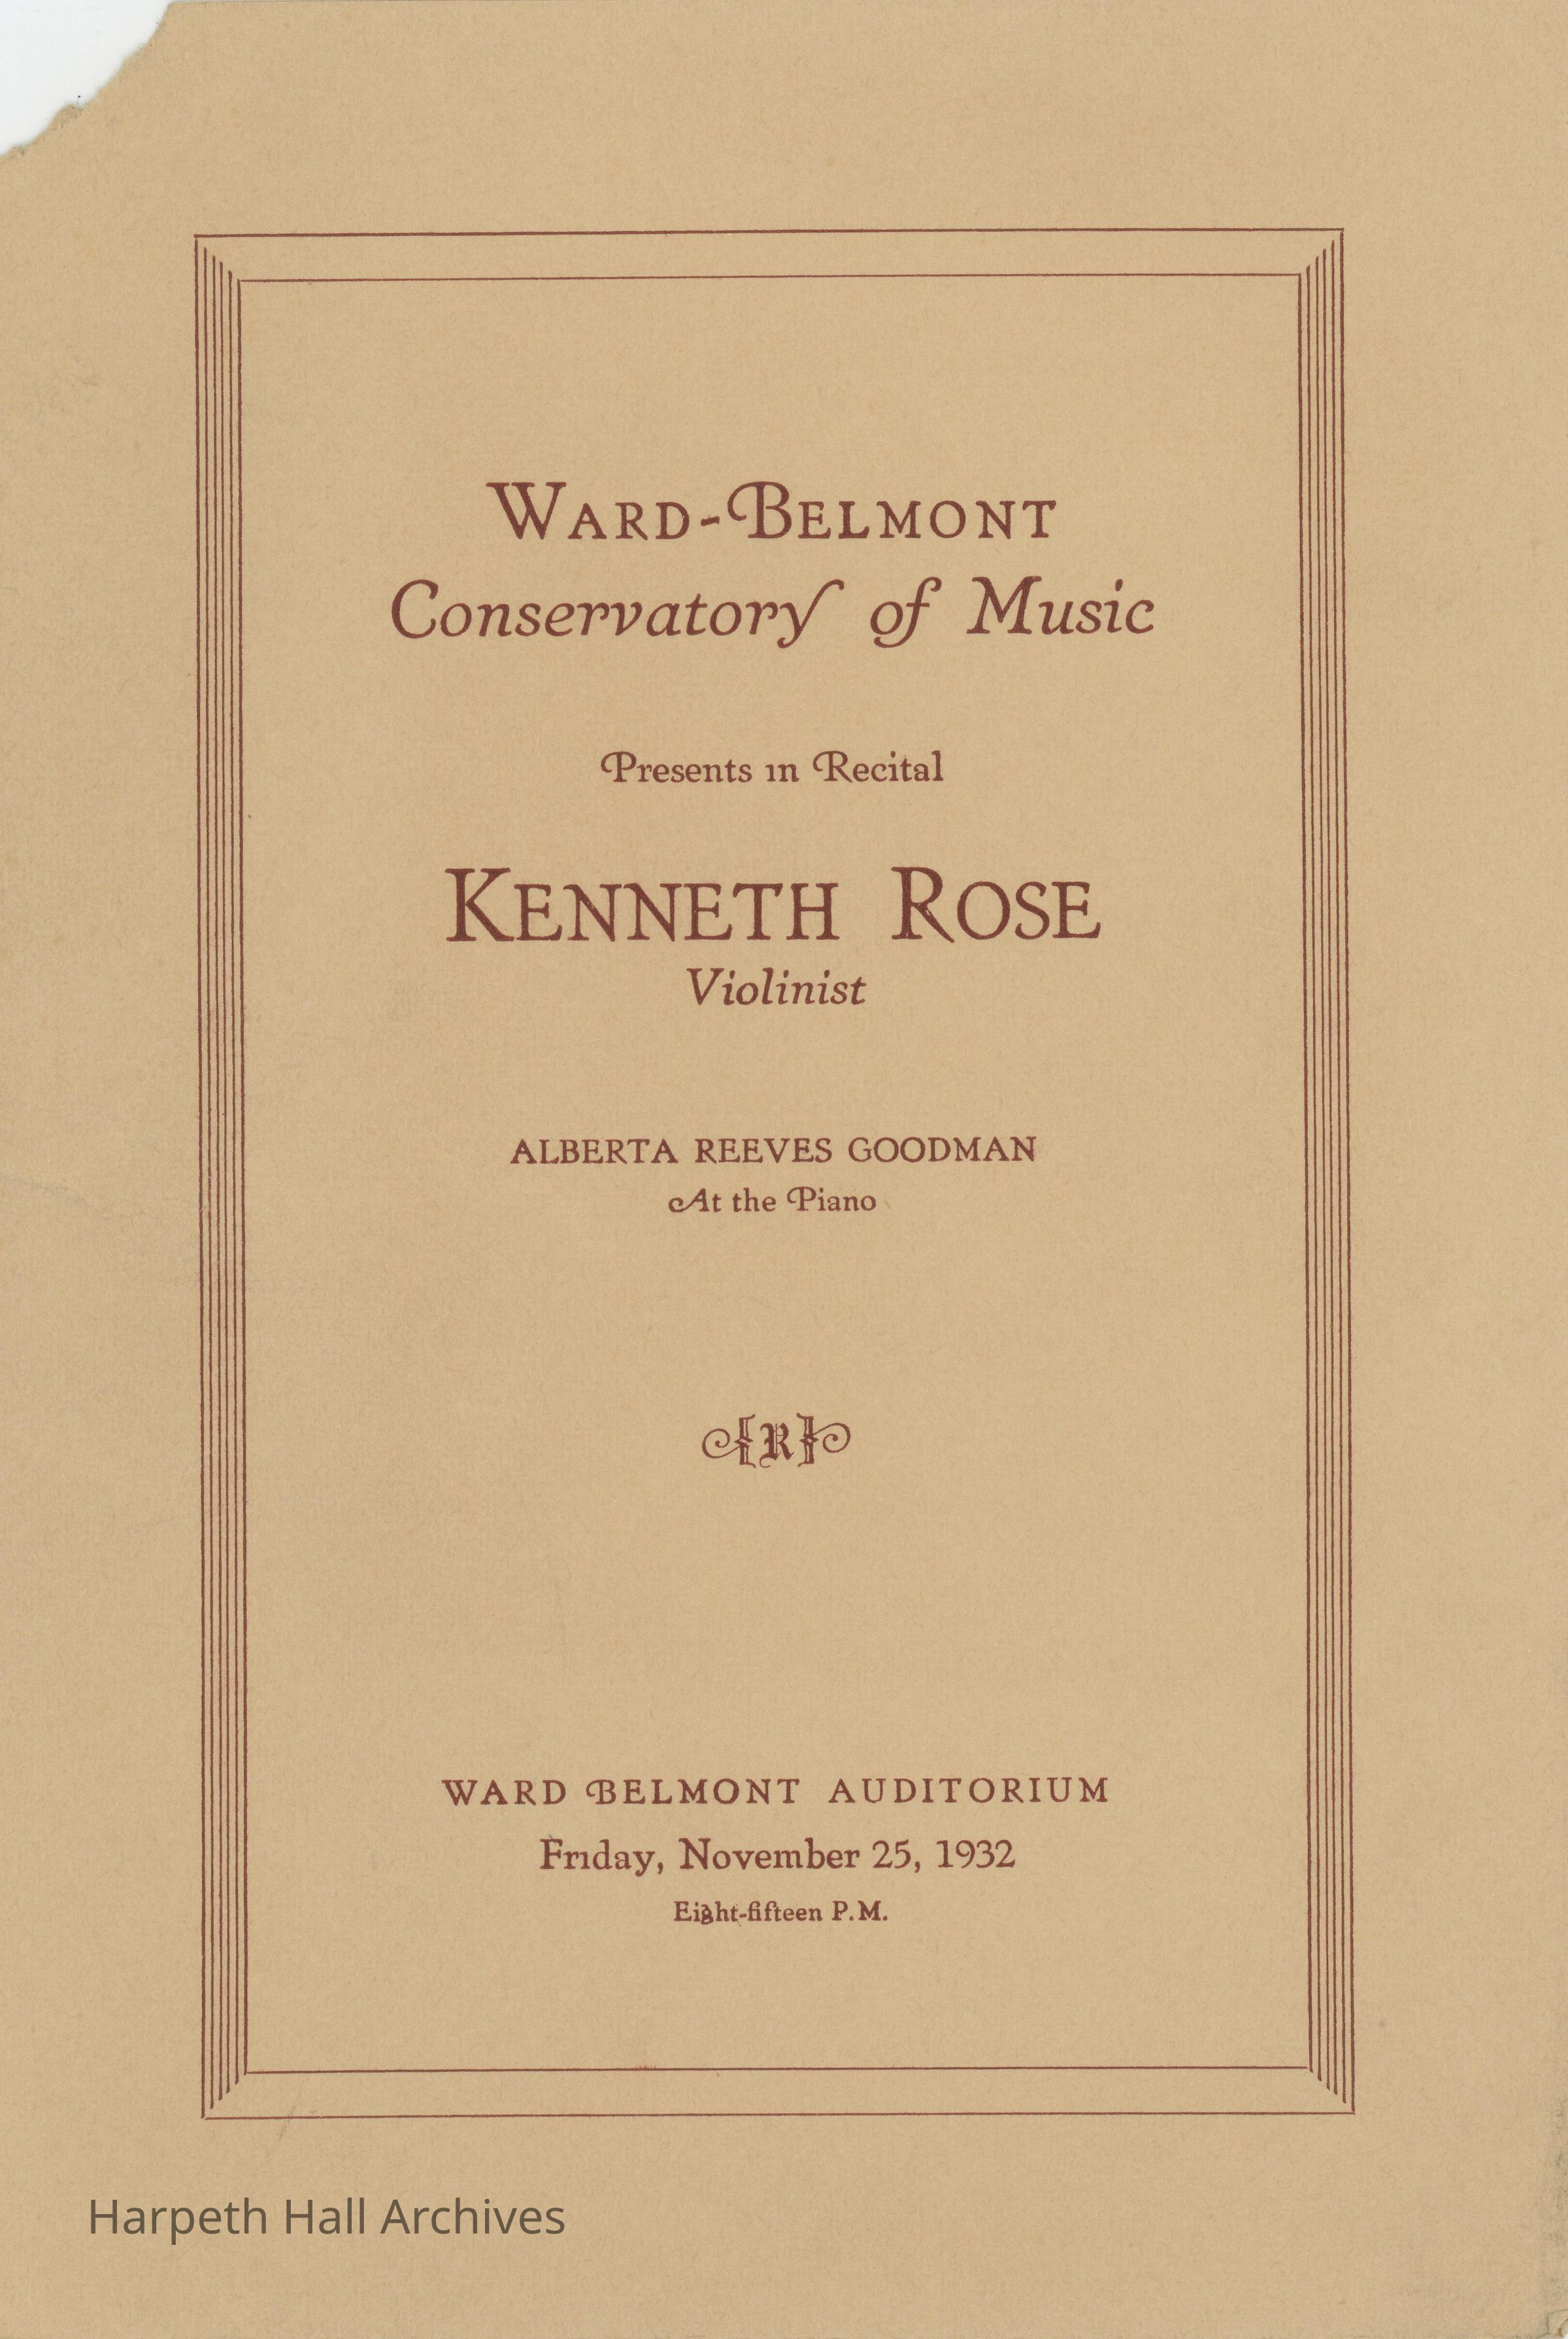 WARD-BELMONT
Conservatory of Music
Presents in Recital
KENNETH ROSE
Violinist
ALBERTA REEVES GOODMAN
At the Piano
R
WARD BELMONT AUDITORIUM
Friday, November 25, 1932
Eight-fifteen P.M.
Harpeth Hall Archives